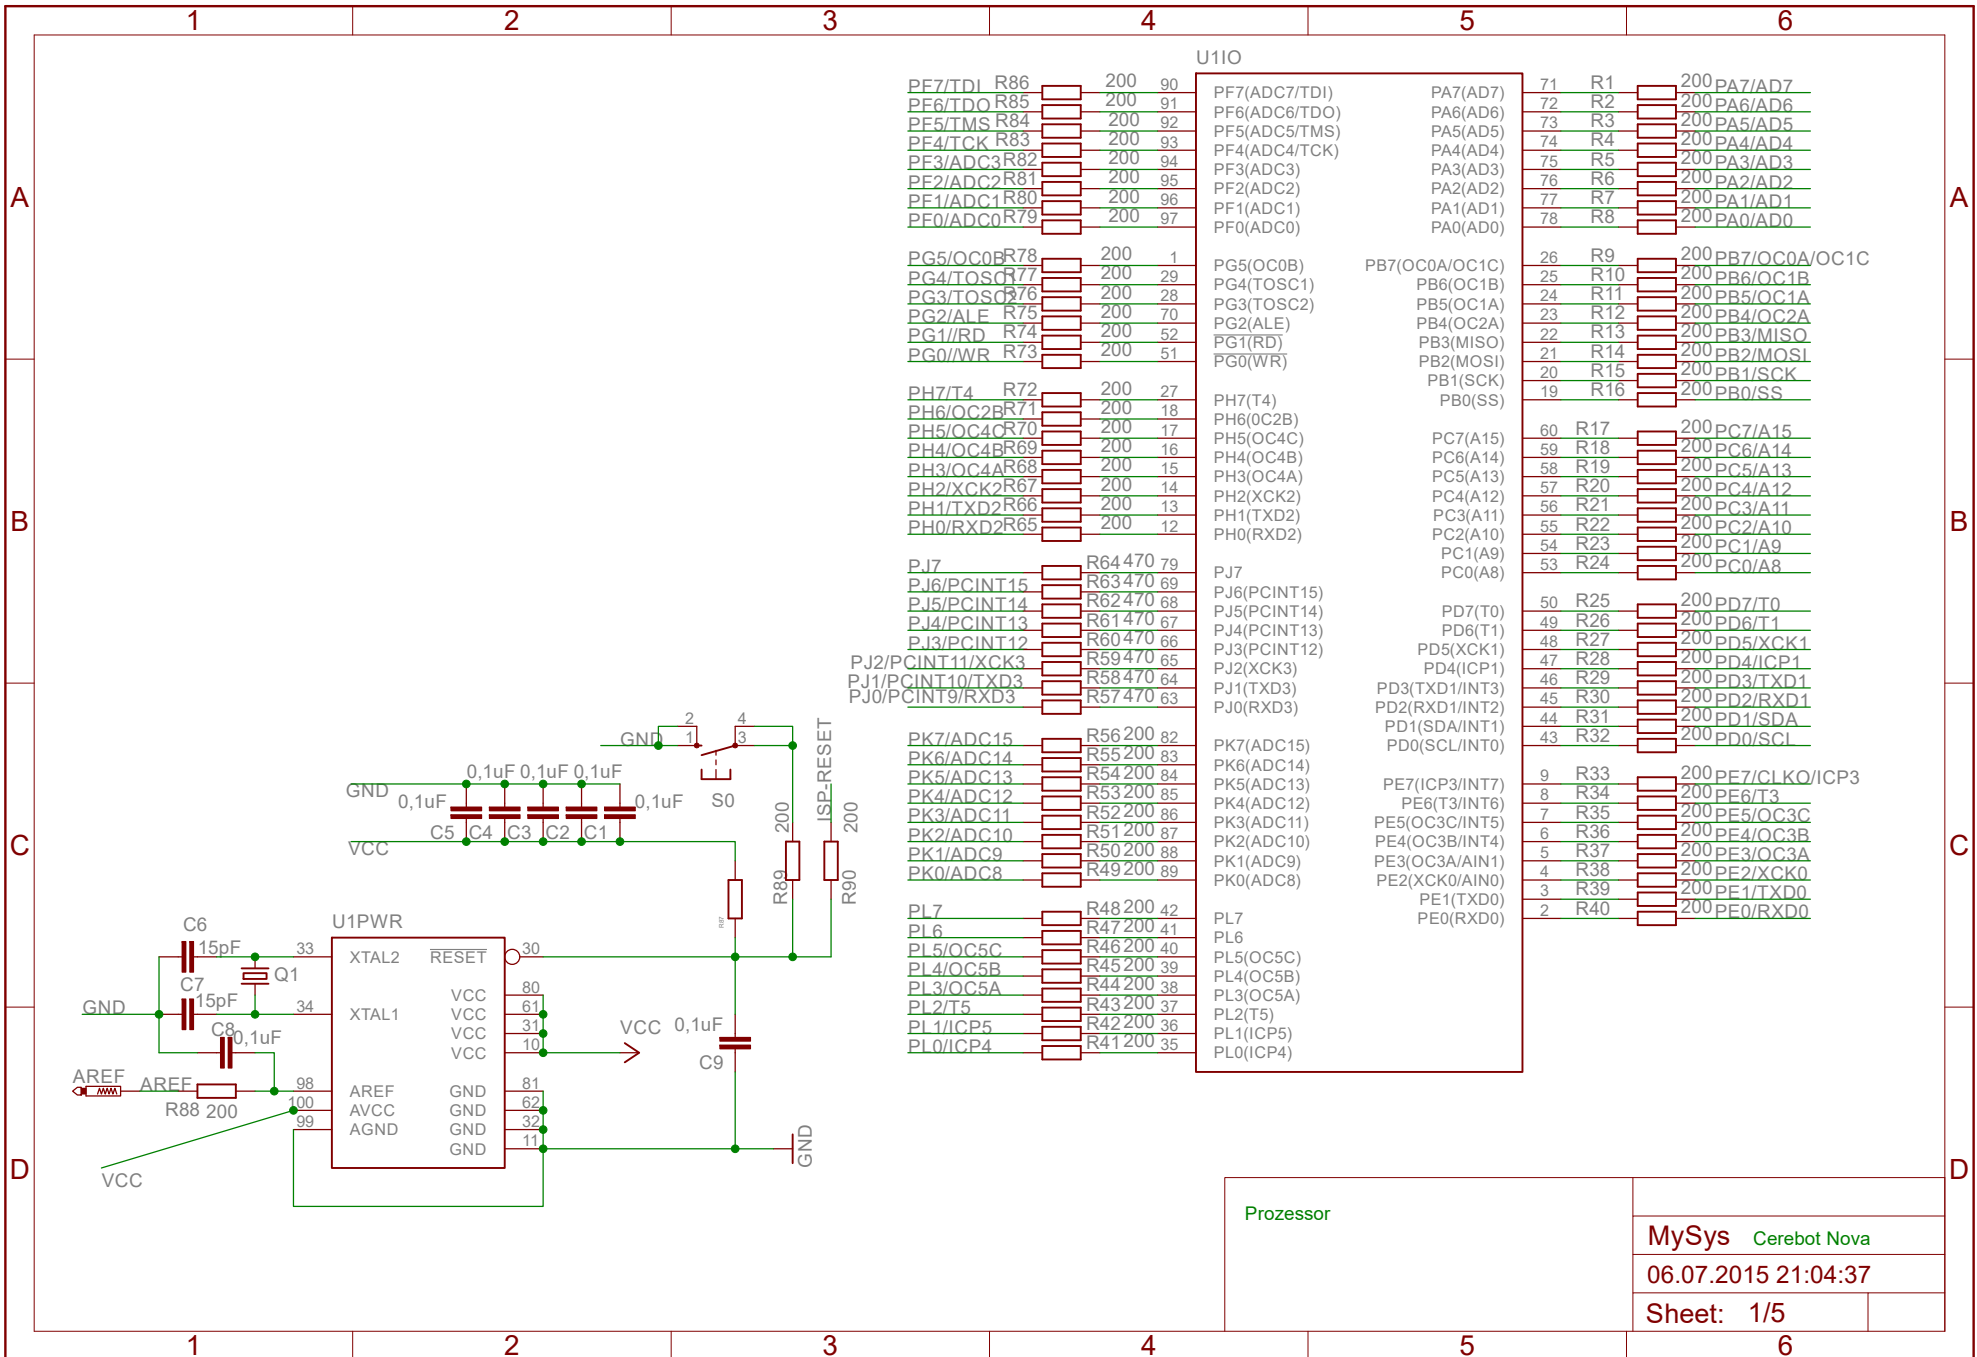 1 2 3 4 5 6
A A
B B
C C
D D
U1IO
PF7/TDI R86 200 90 PF7(ADC7/TDI) PA7(AD7) 71 R1 200 PA7/AD7
PF6/TDO R85 200 91 PF6(ADC6/TDO) PA6(AD6) 72 R2 200 PA6/AD6
PF5/TMS R84 200 92 PF5(ADC5/TMS) PA5(AD5) 73 R3 200 PA5/AD5
PF4/TCK R83 200 93 PF4(ADC4/TCK) PA4(AD4) 74 R4 200 PA4/AD4
PF3/ADC3 R82 200 94 PF3(ADC3) PA3(AD3) 75 R5 200 PA3/AD3
PF2/ADC2 R81 200 95 PF2(ADC2) PA2(AD2) 76 R6 200 PA2/AD2
PF1/ADC1 R80 200 96 PF1(ADC1) PA1(AD1) 77 R7 200 PA1/AD1
PF0/ADC0 R79 200 97 PF0(ADC0) PA0(AD0) 78 R8 200 PA0/AD0
PG5/OC0B R78 200 1 PG5(OC0B) PB7(OC0A/OC1C) 26 R9 200 PB7/OC0A/OC1C
PG4/TOSC1 R77 200 29 PG4(TOSC1) PB6(OC1B) 25 R10 200 PB6/OC1B
PG3/TOSC2 R76 200 28 PG3(TOSC2) PB5(OC1A) 24 R11 200 PB5/OC1A
PG2/ALE R75 200 70 PG2(ALE) PB4(OC2A) 23 R12 200 PB4/OC2A
PG1//RD R74 200 52 PG1(RD) PB3(MISO) 22 R13 200 PB3/MISO
PG0//WR R73 200 51 PG0(WR) PB2(MOSI) 21 R14 200 PB2/MOSI
PB1(SCK) 20 R15 200 PB1/SCK
PH7/T4 R72 200 27 PH7(T4) PB0(SS) 19 R16 200 PB0/SS
PH6/OC2B R71 200 18 PH6(0C2B)
PH5/OC4C R70 200 17 PH5(OC4C) PC7(A15) 60 R17 200 PC7/A15
PH4/OC4B R69 200 16 PH4(OC4B) PC6(A14) 59 R18 200 PC6/A14
PH3/OC4A R68 200 15 PH3(OC4A) PC5(A13) 58 R19 200 PC5/A13
PH2/XCK2 R67 200 14 PH2(XCK2) PC4(A12) 57 R20 200 PC4/A12
PH1/TXD2 R66 200 13 PH1(TXD2) PC3(A11) 56 R21 200 PC3/A11
PH0/RXD2 R65 200 12 PH0(RXD2) PC2(A10) 55 R22 200 PC2/A10
PC1(A9) 54 R23 200 PC1/A9
PJ7 R64 470 79 PJ7 PC0(A8) 53 R24 200 PC0/A8
PJ6/PCINT15 R63 470 69 PJ6(PCINT15)
PJ5/PCINT14 R62 470 68 PJ5(PCINT14) PD7(T0) 50 R25 200 PD7/T0
PJ4/PCINT13 R61 470 67 PJ4(PCINT13) PD6(T1) 49 R26 200 PD6/T1
PJ3/PCINT12 R60 470 66 PJ3(PCINT12) PD5(XCK1) 48 R27 200 PD5/XCK1
PJ2/PCINT11/XCK3 R59 470 65 PJ2(XCK3) PD4(ICP1) 47 R28 200 PD4/ICP1
PJ1/PCINT10/TXD3 R58 470 64 PJ1(TXD3) PD3(TXD1/INT3) 46 R29 200 PD3/TXD1
PJ0/PCINT9/RXD3 R57 470 63 PJ0(RXD3) PD2(RXD1/INT2) 45 R30 200 PD2/RXD1
PD1(SDA/INT1) 44 R31 200 PD1/SDA
PK7/ADC15 R56 200 82 PK7(ADC15) PD0(SCL/INT0) 43 R32 200 PD0/SCL
PK6/ADC14 R55 200 83 PK6(ADC14)
PK5/ADC13 R54 200 84 PK5(ADC13) PE7(ICP3/INT7) 9 R33 200 PE7/CLKO/ICP3
PK4/ADC12 R53 200 85 PK4(ADC12) PE6(T3/INT6) 8 R34 200 PE6/T3
PK3/ADC11 R52 200 86 PK3(ADC11) PE5(OC3C/INT5) 7 R35 200 PE5/OC3C
PK2/ADC10 R51 200 87 PK2(ADC10) PE4(OC3B/INT4) 6 R36 200 PE4/OC3B
PK1/ADC9 R50 200 88 PK1(ADC9) PE3(OC3A/AIN1) 5 R37 200 PE3/OC3A
PK0/ADC8 R49 200 89 PK0(ADC8) PE2(XCK0/AIN0) 4 R38 200 PE2/XCK0
PE1(TXD0) 3 R39 200 PE1/TXD0
PL7 R48 200 42 PL7 PE0(RXD0) 2 R40 200 PE0/RXD0
PL6 R47 200 41 PL6
PL5/OC5C R46 200 40 PL5(OC5C)
PL4/OC5B R45 200 39 PL4(OC5B)
PL3/OC5A R44 200 38 PL3(OC5A)
PL2/T5 R43 200 37 PL2(T5)
PL1/ICP5 R42 200 36 PL1(ICP5)
PL0/ICP4 R41 200 35 PL0(ICP4)
2 4
GND 1 3
S0
ISP-RESET
0,1uF 0,1uF 0,1uF
GND
0,1uF 0,1uF
C5 C4 C3 C2 C1
VCC
200 200
R89 R90
R87
C6 U1PWR
15pF 33 XTAL2 RESET 30
Q1
C7
15pF 34 XTAL1 VCC 80
GND
VCC 61
VCC 31
VCC 10
VCC 0,1uF
C9
C8 0,1uF
AREF AREF 98 AREF GND 81
R88 200 100 AVCC GND 62
99 AGND GND 32
GND 11
GND
VCC
Prozessor
MySys Cerebot Nova
06.07.2015 21:04:37
Sheet: 1/5
1 2 3 4 5 6